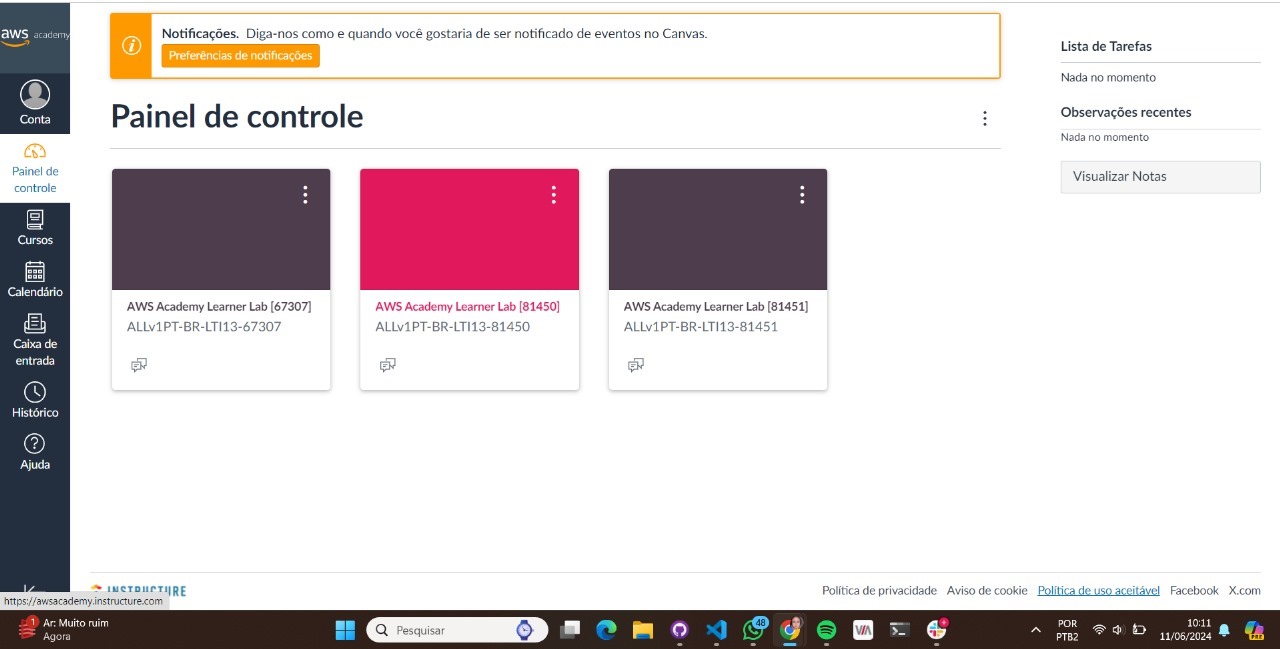 aws academy
Conta
Painel de
controle
Cursos
Calendário
Caixa de
entrada
Histórico
Ajuda
Notificações. Diga-nos como e quando você gostaria de ser notificado de eventos no Canvas.
Preferências de notificações
Painel de controle
AWS Academy Learner Lab [67307]
ALLv1PT-BR-LTI13-67307
AWS Academy Learner Lab [81450]
ALLv1PT-BR-LTI13-81450
AWS Academy Learner Lab [81451]
ALLv1PT-BR-LTI13-81451
Lista de Tarefas
Nada no momento
Observações recentes
Nada no momento
Visualizar Notas
INSTRUCTURE
Política de privacidade Aviso de cookie Política de uso aceitável Facebook X.com
https://awsacademy.instructure.com
1
Ar: Muito ruim
Agora
Pesquisar
48
VIA
POR
PTB2
10:11
11/06/2024
PRE